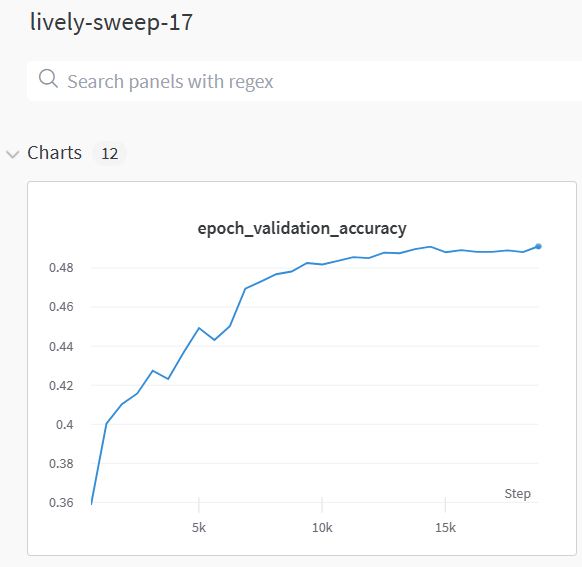 lively-sweep-17
Search panels with regex
Charts 12
epoch_validation_accuracy
0.48
0.46
0.44
0.42
0.4
0.38
0.36
Step
5k 10k 15k